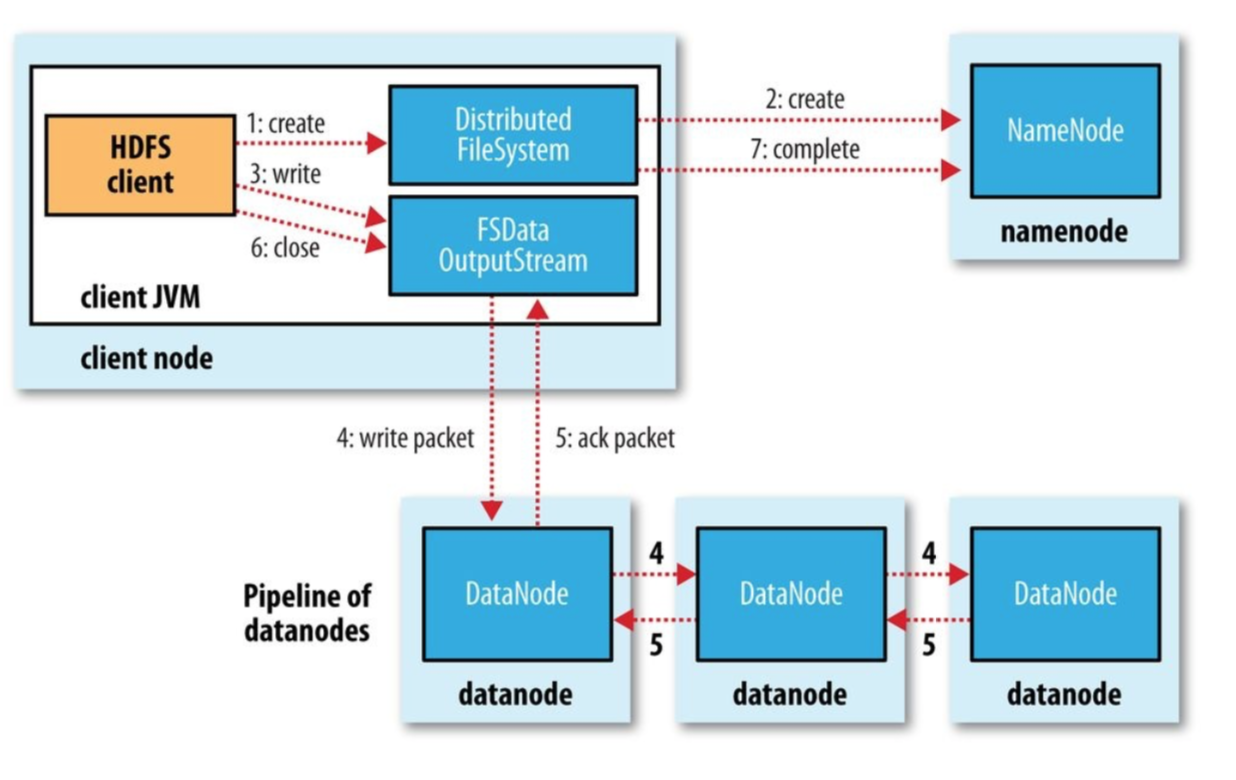 HDFS
client
1: create
3: write
6: close
Distributed
FileSystem
FSData
OutputStream
client JVM
client node
2: create
7: complete
NameNode
namenode
4: write packet
5: ack packet
Pipeline of
datanodes
DataNode
datanode
4
5
DataNode
datanode
4
5
DataNode
datanode